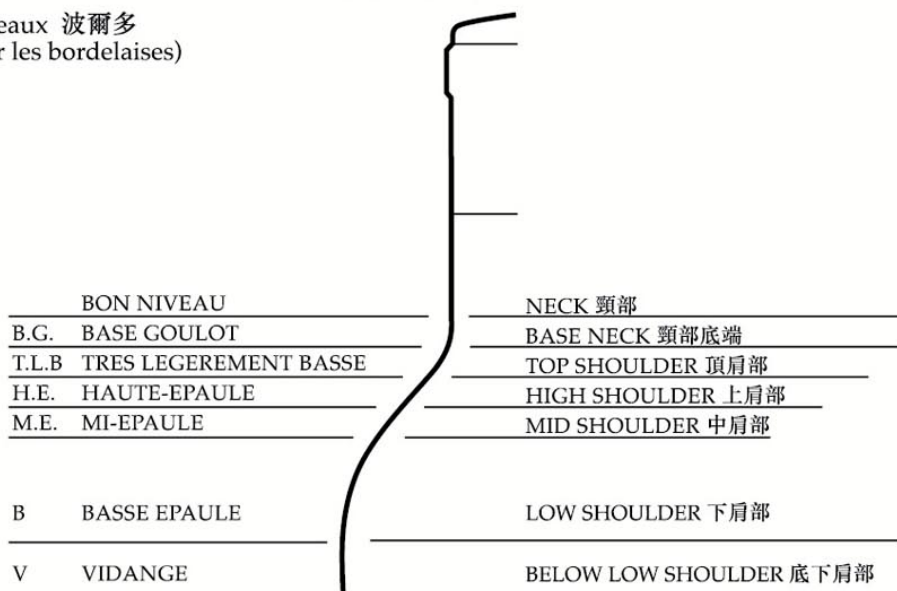 eaux 波爾多
r les bordelaises)
BON NIVEAU NECK 頸部
B.G. BASE GOULOT BASE NECK 頸部底端
T.L.B TRES LEGEREMENT BASSE TOP SHOULDER 頂肩部
H.E. HAUTE-EPAULE HIGH SHOULDER 上肩部
M.E. MI-EPAULE MID SHOULDER 中肩部
B BASSE EPAULE LOW SHOULDER 下肩部
V VIDANGE BELOW LOW SHOULDER 底下肩部